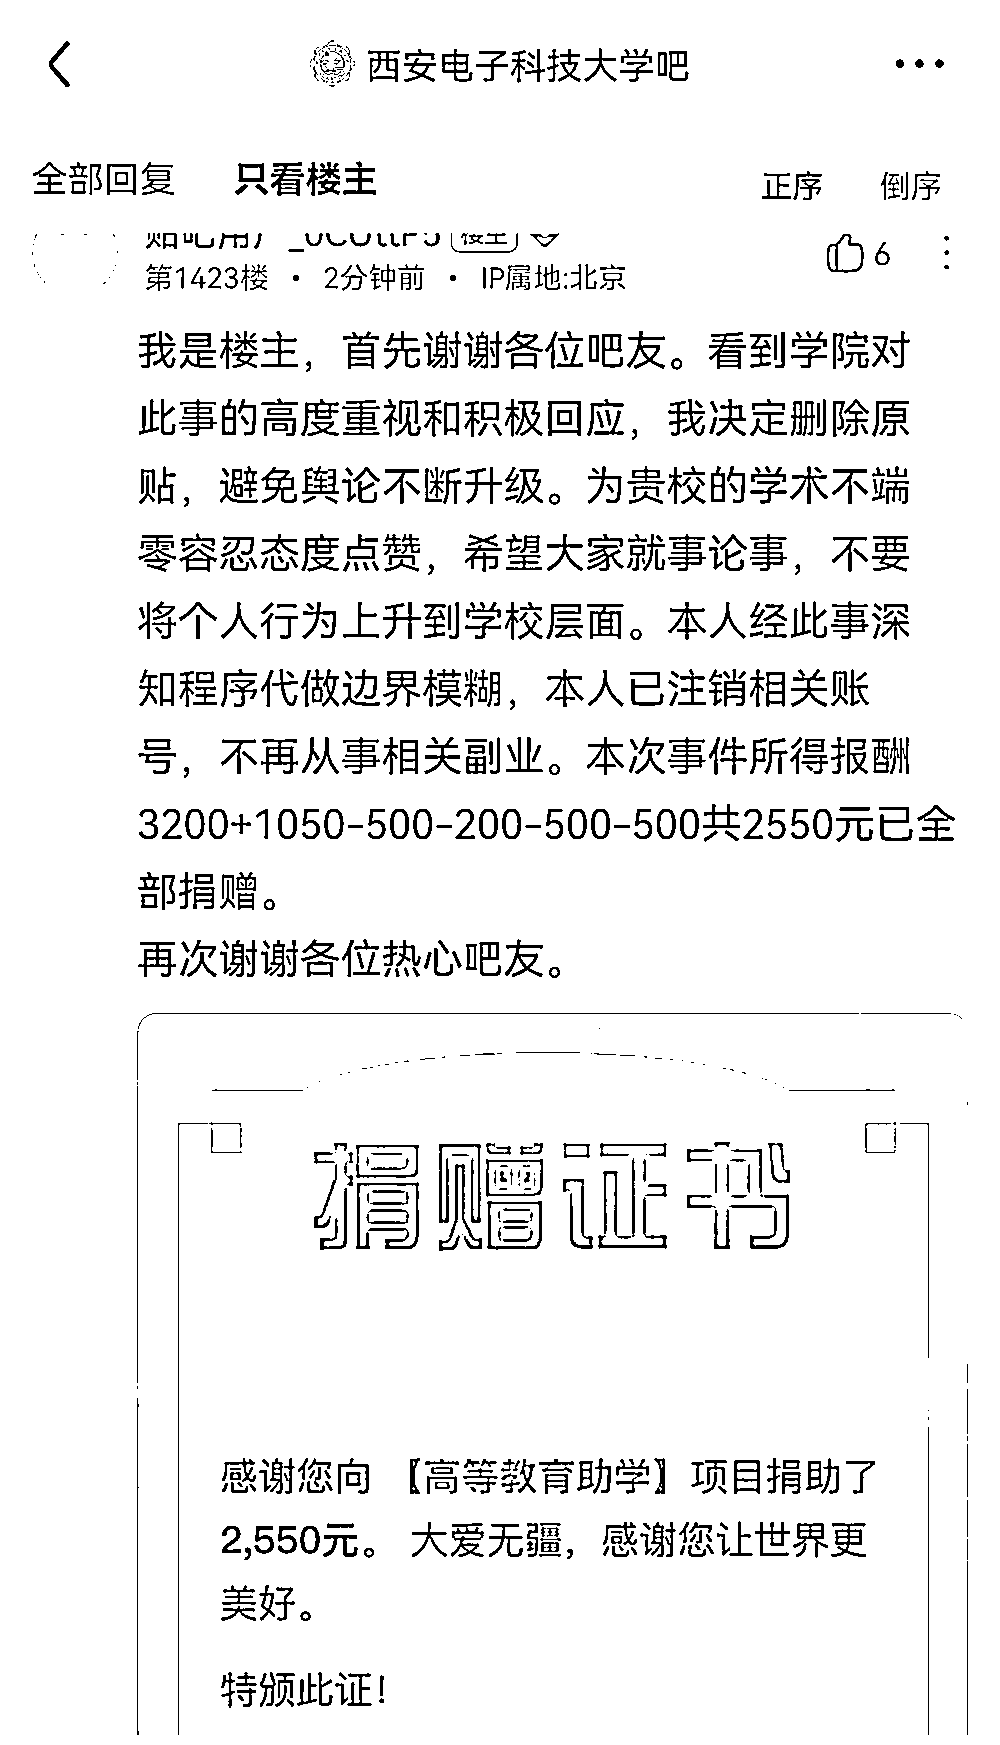 西安电子科技大学吧
全部回复 只看楼主 正序 倒序
楼主
6
第1423楼 · 2分钟前 · IP属地:北京
我是楼主，首先谢谢各位吧友。看到学院对
此事的高度重视和积极回应，我决定删除原
贴，避免舆论不断升级。为贵校的学术不端
零容忍态度点赞，希望大家就事论事，不要
将个人行为上升到学校层面。本人经此事深
知程序代做边界模糊，本人已注销相关账
号，不再从事相关副业。本次事件所得报酬
3200+1050-500-200-500-500共2550元已全
部捐赠。
再次谢谢各位热心吧友。
捐赠证书
感谢您向 【高等教育助学】 项目捐助了
2,550元。 大爱无疆，感谢您让世界更
美好。
特颁此证!